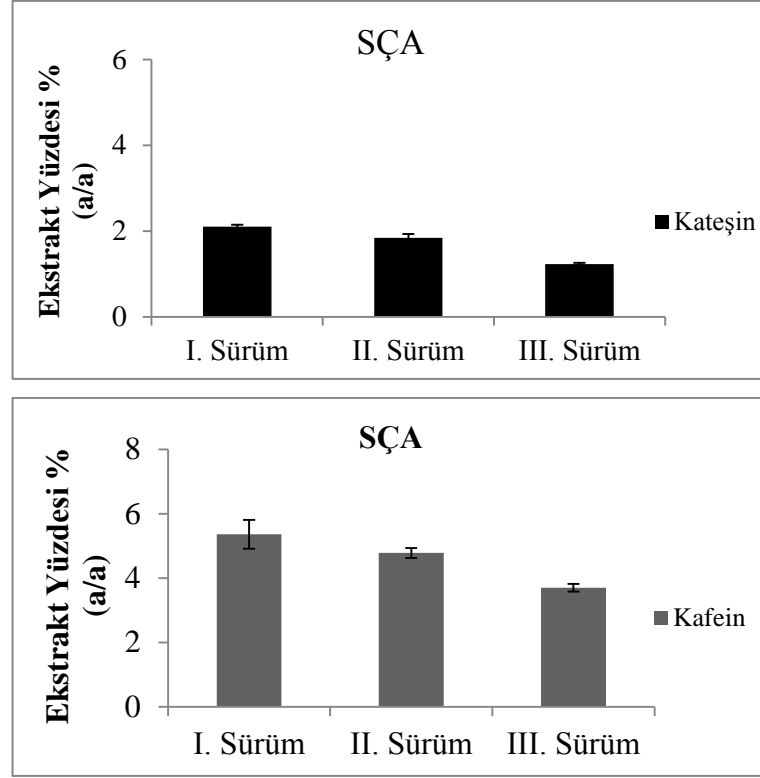 SÇA
Ekstrakt Yüzdesi %
(a/a)
6
4
2
0
I. Sürüm II. Sürüm III. Sürüm
Kateşin
SÇA
Ekstrakt Yüzdesi %
(a/a)
8
6
4
2
0
I. Sürüm II. Sürüm III. Sürüm
Kafein